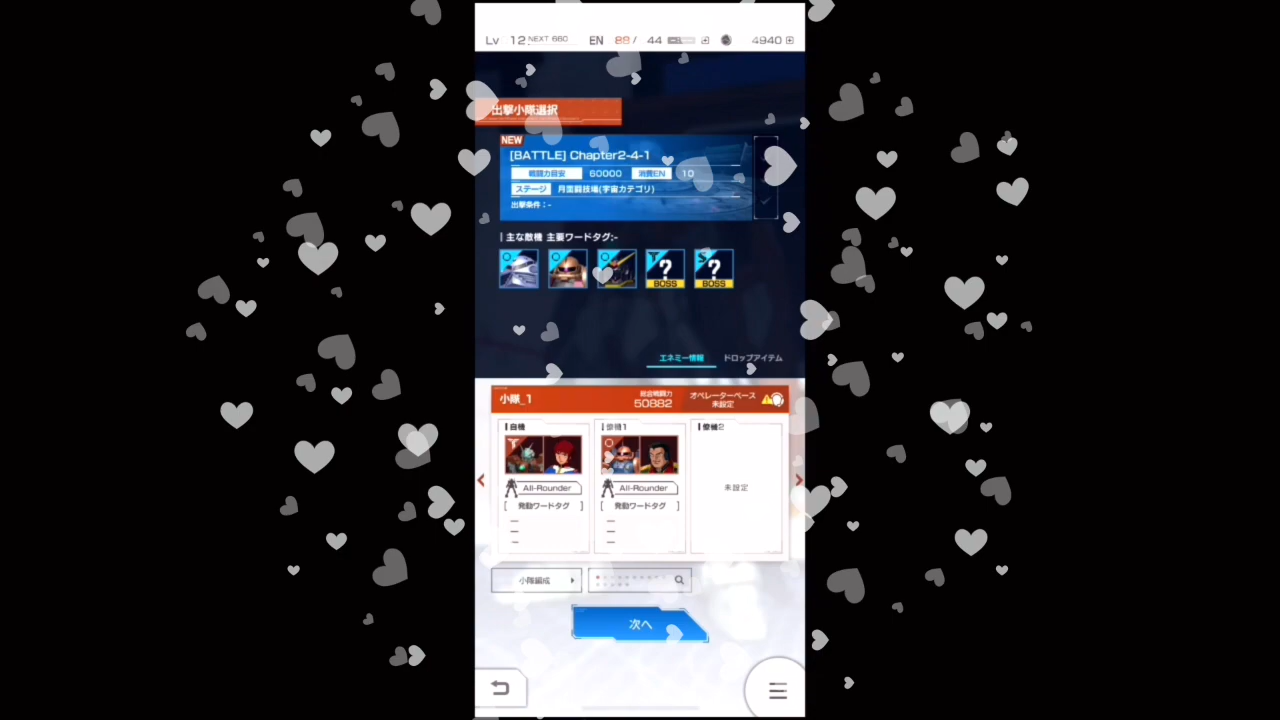 Lv 12 NEXT 660 EN 88/ 44 4940
出撃小隊選択
NEW
[BATTLE] Chapter2-4-1
戦闘力目安 60000 消費EN 10
ステージ 月面闘技場(宇宙カテゴリ)
出撃条件:-
主な敵機 主要ワードタグ:-
T ? S ?
BOSS BOSS
エネミー情報 ドロップアイテム
小隊_1 総合戦闘力 50882 オペレーターベース 未設定
自機 僚機1 僚機2
All-Rounder All-Rounder 未設定
[ 発動ワードタグ ] [ 発動ワードタグ ]
— —
— —
— —
小隊編成
次へ